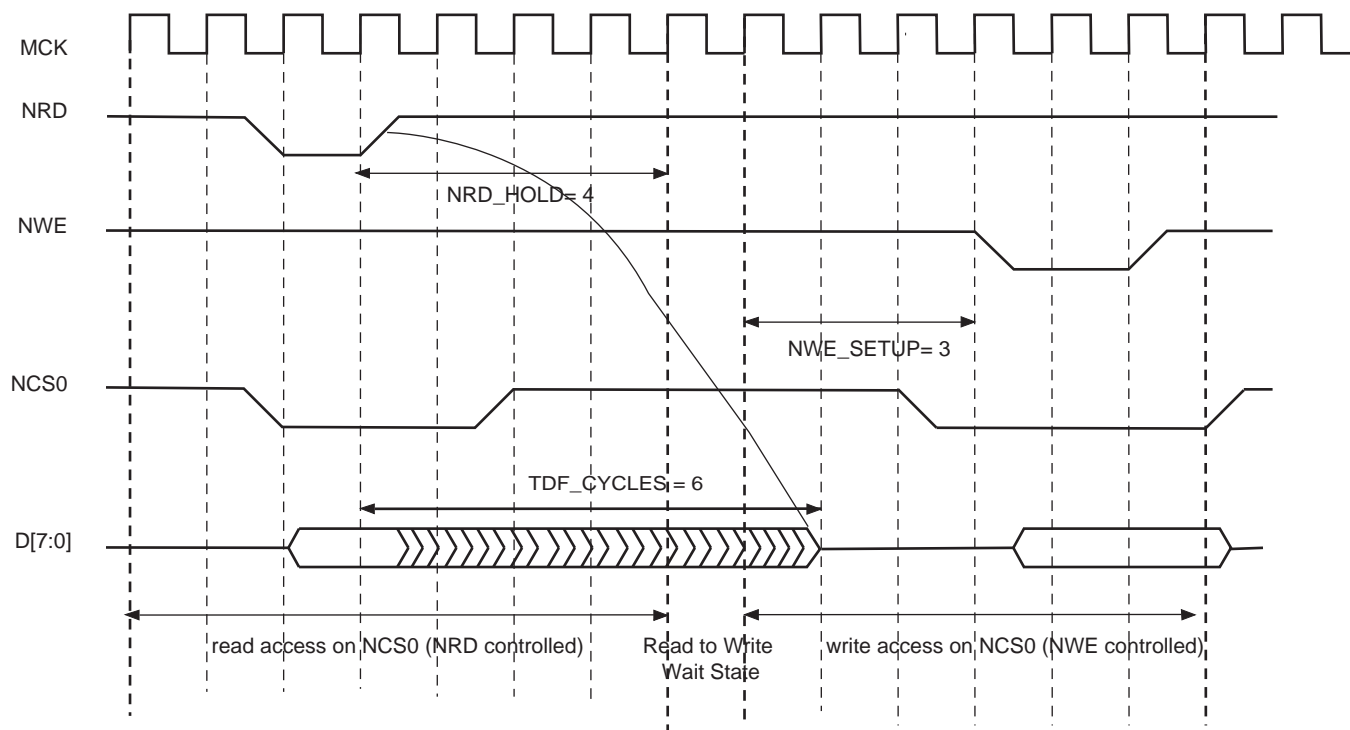 MCK
NRD
NRD_HOLD= 4
NWE
NWE_SETUP= 3
NCS0
TDF_CYCLES = 6
D[7:0]
read access on NCS0 (NRD controlled)
Read to Write
Wait State
write access on NCS0 (NWE controlled)